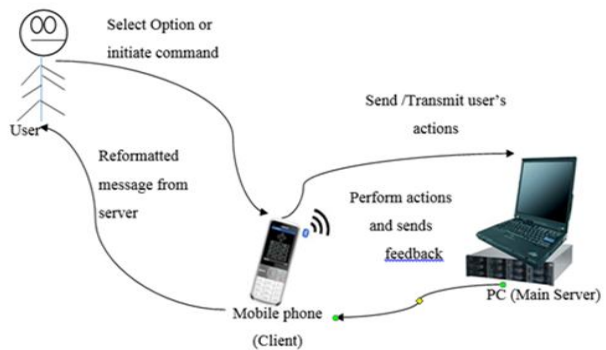 Select Option or
initiate command
User
Send /Transmit user's
actions
Reformatted
message from
server
Perform actions
and sends
feedback
PC (Main Server)
Mobile phone
(Client)